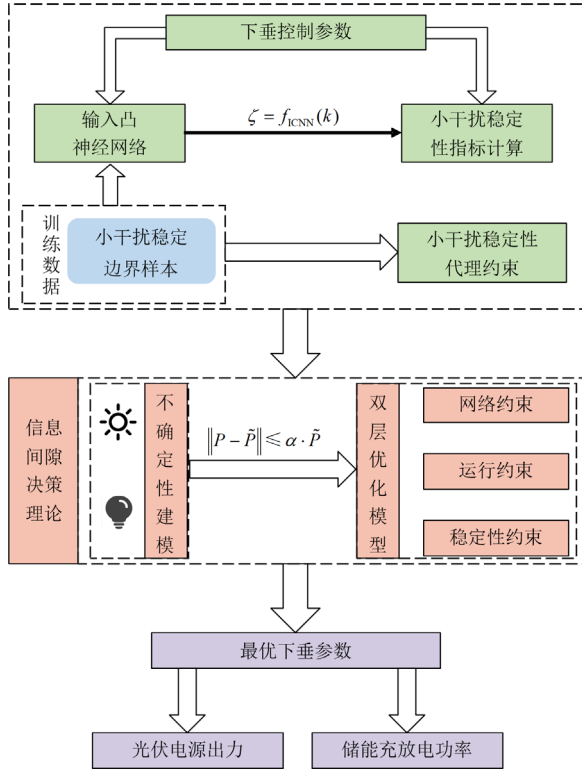 下垂控制参数
输入凸
神经网络
ζ = f_ICNN(k)
小干扰稳定
性指标计算
训练数据
小干扰稳定
边界样本
小干扰稳定性
代理约束
信息
间隙
决策
理论
不确定性建模
‖P − P̃‖ ≤ α · P̃
双层优化模型
网络约束
运行约束
稳定性约束
最优下垂参数
光伏电源出力
储能充放电功率